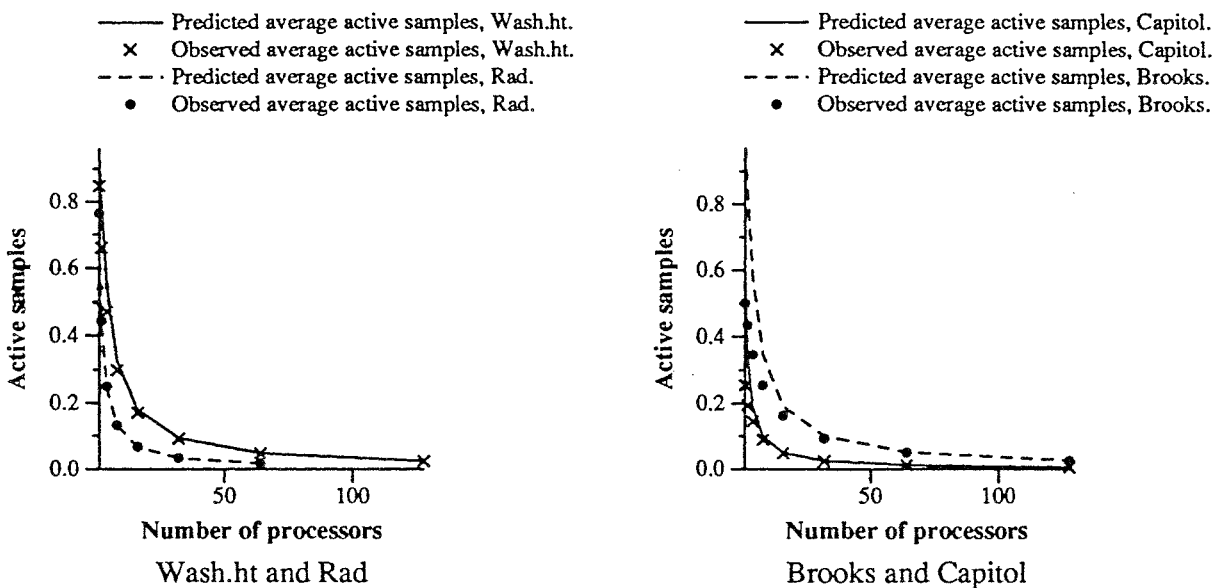 Predicted average active samples, Wash.ht.
Observed average active samples, Wash.ht.
Predicted average active samples, Rad.
Observed average active samples, Rad.
Active samples
0.8
0.6
0.4
0.2
0.0
50
100
Number of processors
Wash.ht and Rad
Predicted average active samples, Capitol.
Observed average active samples, Capitol.
Predicted average active samples, Brooks.
Observed average active samples, Brooks.
Active samples
0.8
0.6
0.4
0.2
0.0
50
100
Number of processors
Brooks and Capitol